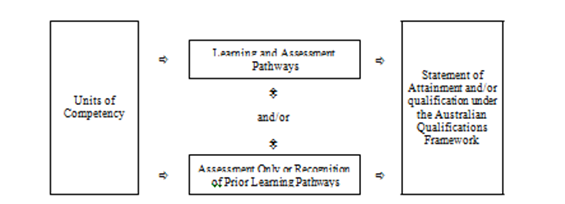 Units of
Competency
Learning and Assessment
Pathways
and/or
Assessment Only or Recognition
of Prior Learning Pathways
Statement of
Attainment and/or
qualification under
the Australian
Qualifications
Framework